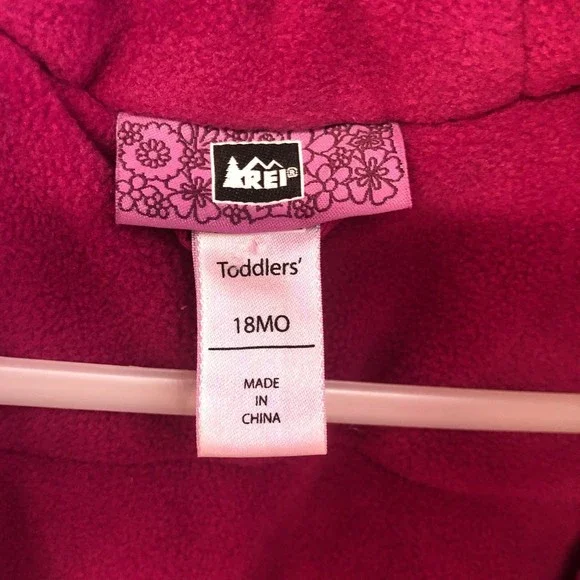 REI®
Toddlers'
18MO
MADE
IN
CHINA